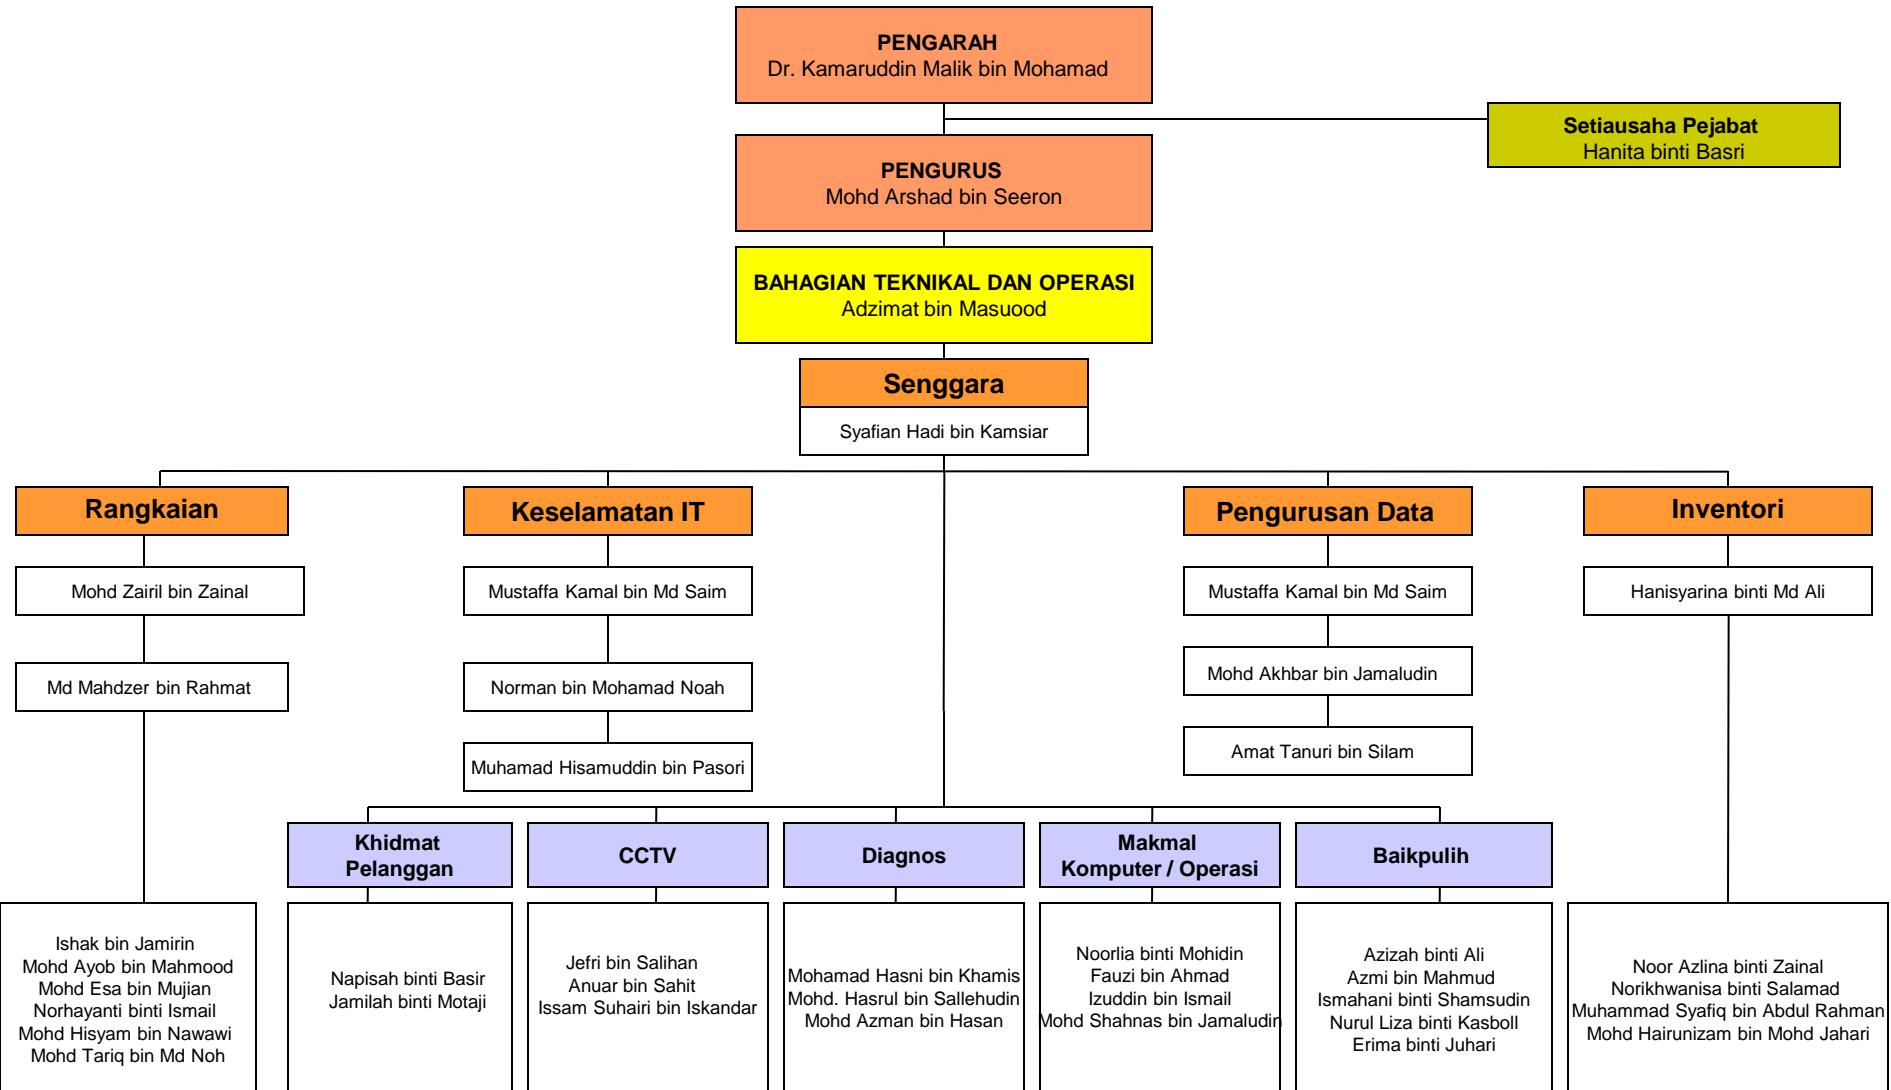 PENGARAH
Dr. Kamaruddin Malik bin Mohamad
Setiausaha Pejabat
Hanita binti Basri
PENGURUS
Mohd Arshad bin Seeron
BAHAGIAN TEKNIKAL DAN OPERASI
Adzimat bin Masuood
Senggara
Syafian Hadi bin Kamsiar
Rangkaian
Mohd Zairil bin Zainal
Md Mahdzer bin Rahmat
Keselamatan IT
Mustaffa Kamal bin Md Saim
Norman bin Mohamad Noah
Muhamad Hisamuddin bin Pasori
Pengurusan Data
Mustaffa Kamal bin Md Saim
Mohd Akhbar bin Jamaludin
Amat Tanuri bin Silam
Inventori
Hanisyarina binti Md Ali
Ishak bin Jamirin
Mohd Ayob bin Mahmood
Mohd Esa bin Mujian
Norhayanti binti Ismail
Mohd Hisyam bin Nawawi
Mohd Tariq bin Md Noh
Khidmat
Pelanggan
Napisah binti Basir
Jamilah binti Motaji
CCTV
Jefri bin Salihan
Anuar bin Sahit
Issam Suhairi bin Iskandar
Diagnos
Mohamad Hasni bin Khamis
Mohd. Hasrul bin Sallehudin
Mohd Azman bin Hasan
Makmal
Komputer / Operasi
Noorlia binti Mohidin
Fauzi bin Ahmad
Izuddin bin Ismail
Mohd Shahnas bin Jamaludin
Baikpulih
Azizah binti Ali
Azmi bin Mahmud
Ismahani binti Shamsudin
Nurul Liza binti Kasboll
Erima binti Juhari
Noor Azlina binti Zainal
Norikhwanisa binti Salamad
Muhammad Syafiq bin Abdul Rahman
Mohd Hairunizam bin Mohd Jahari